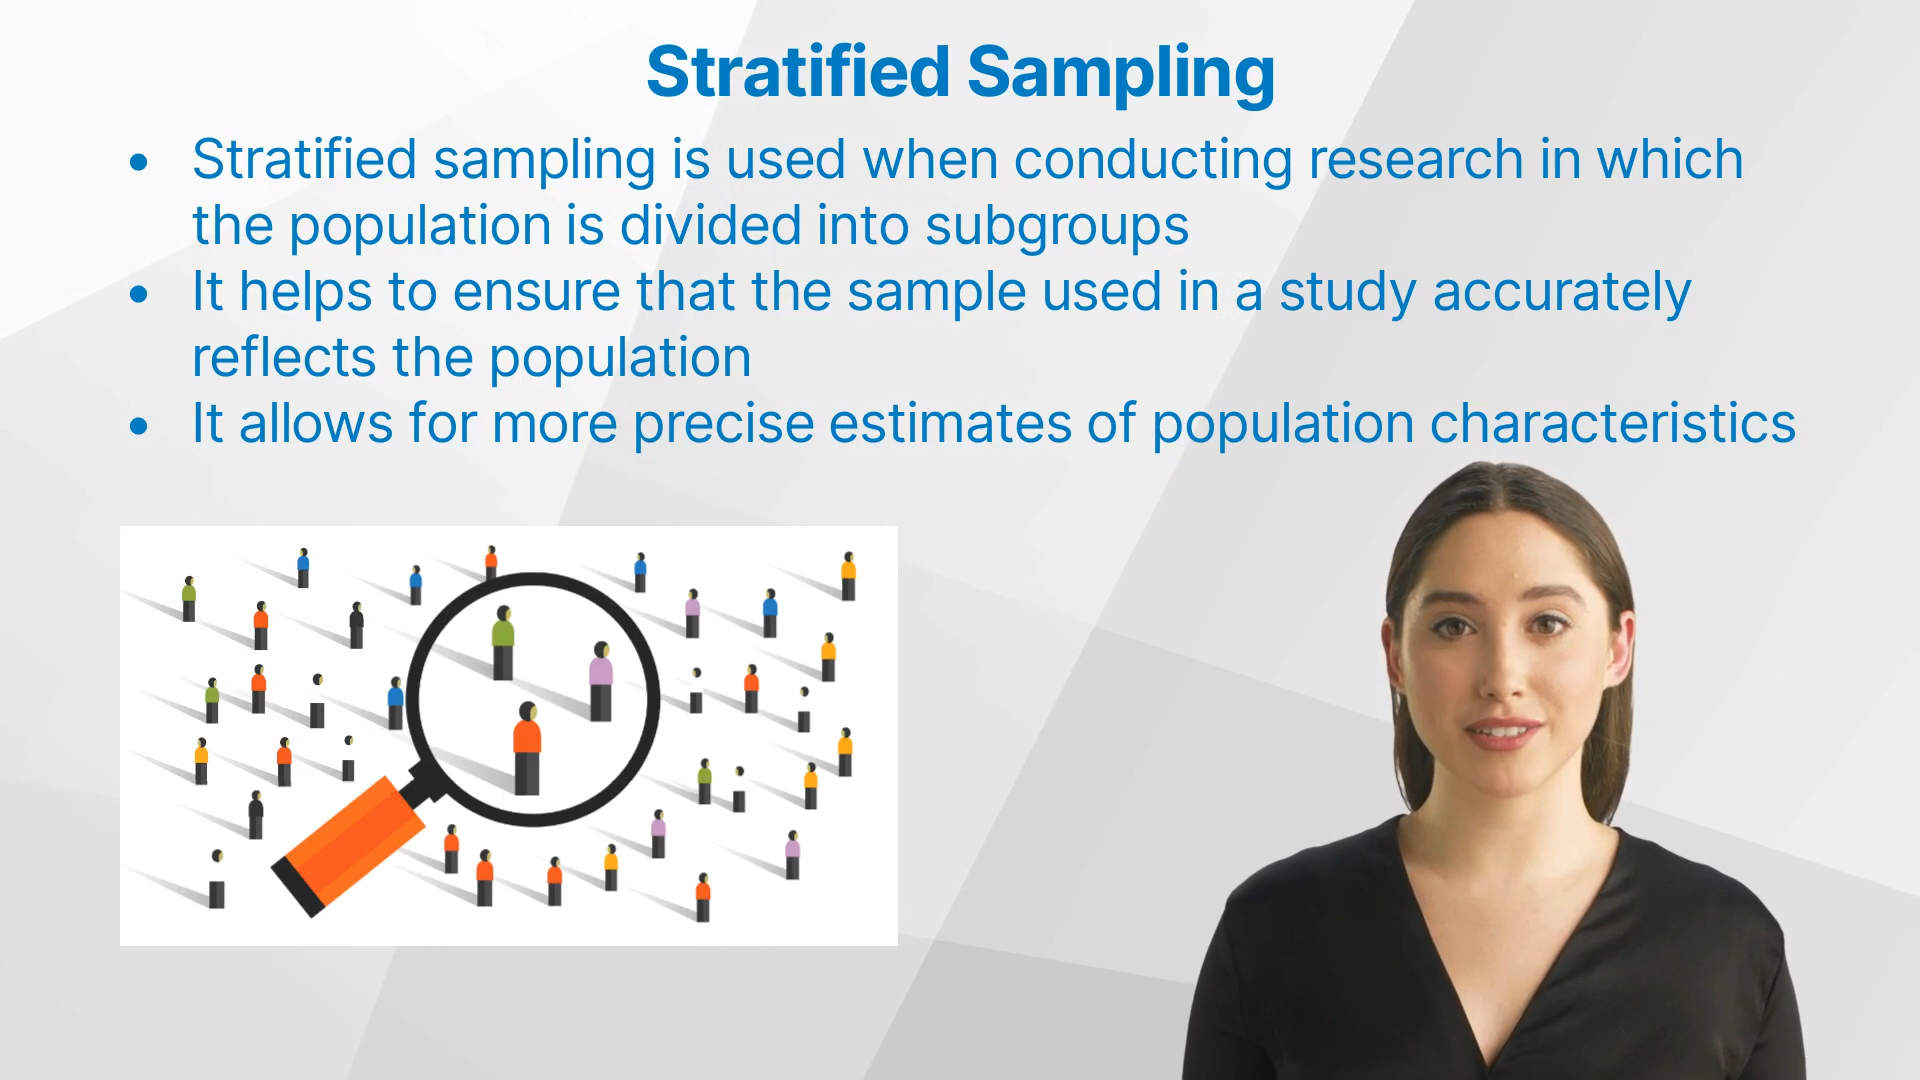 Stratified Sampling
• Stratified sampling is used when conducting research in which
the population is divided into subgroups
• It helps to ensure that the sample used in a study accurately
reflects the population
• It allows for more precise estimates of population characteristics